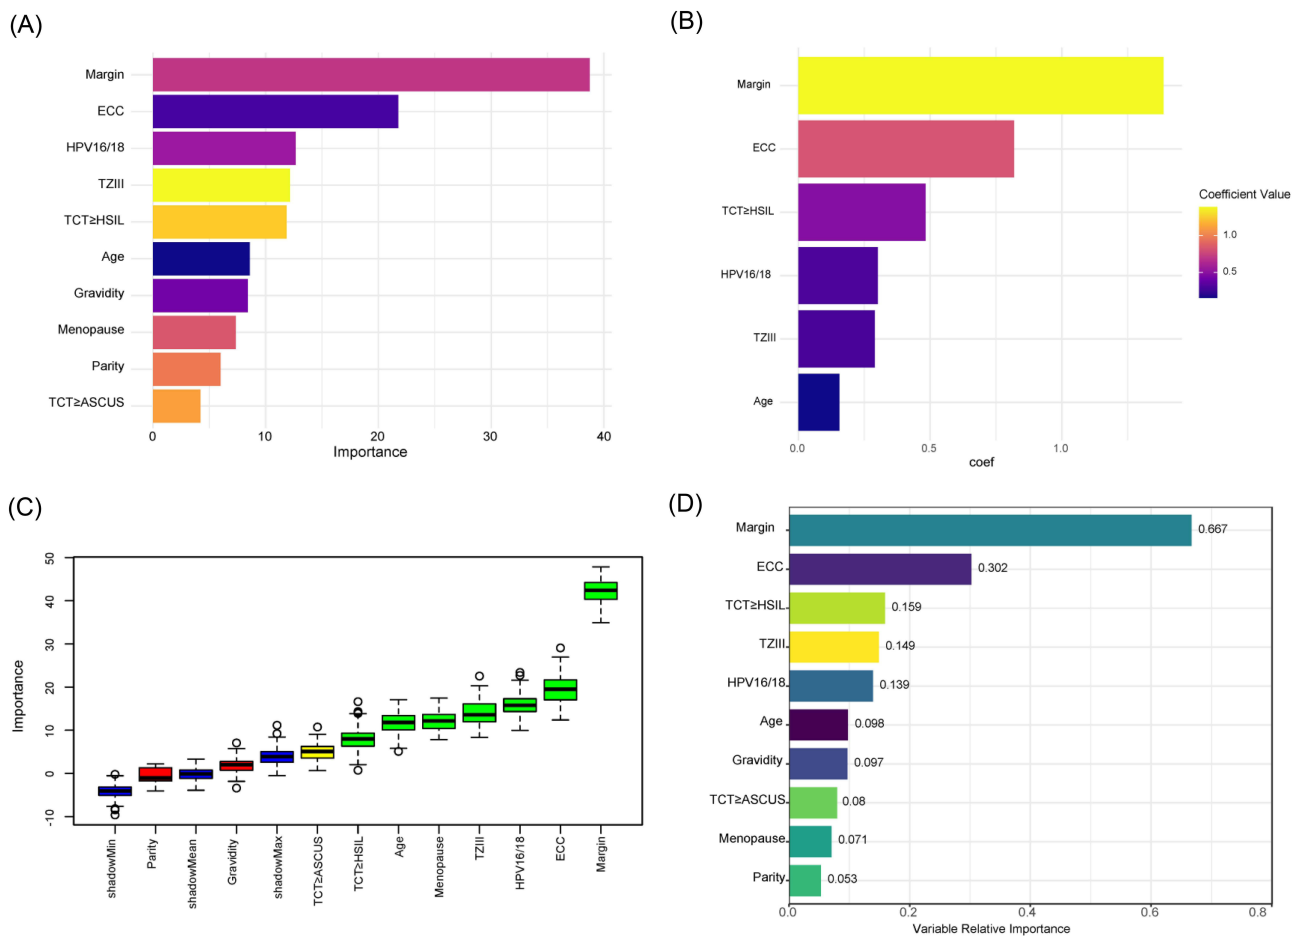 (A)
Margin
ECC
HPV16/18
TZIII
TCT≥HSIL
Age
Gravidity
Menopause
Parity
TCT≥ASCUS
0 10 20 30 40
Importance
(B)
Margin
ECC
TCT≥HSIL
HPV16/18
TZIII
Age
0.0 0.5 1.0
coef
Coefficient Value
1.0
0.5
(C)
Importance
50
40
30
20
10
0
-10
shadowMin
Parity
shadowMean
Gravidity
shadowMax
TCT≥ASCUS
TCT≥HSIL
Age
Menopause
TZIII
HPV16/18
ECC
Margin
(D)
Margin 0.667
ECC 0.302
TCT≥HSIL 0.159
TZIII 0.149
HPV16/18 0.139
Age 0.098
Gravidity 0.097
TCT≥ASCUS 0.08
Menopause 0.071
Parity 0.053
0.0 0.2 0.4 0.6 0.8
Variable Relative Importance